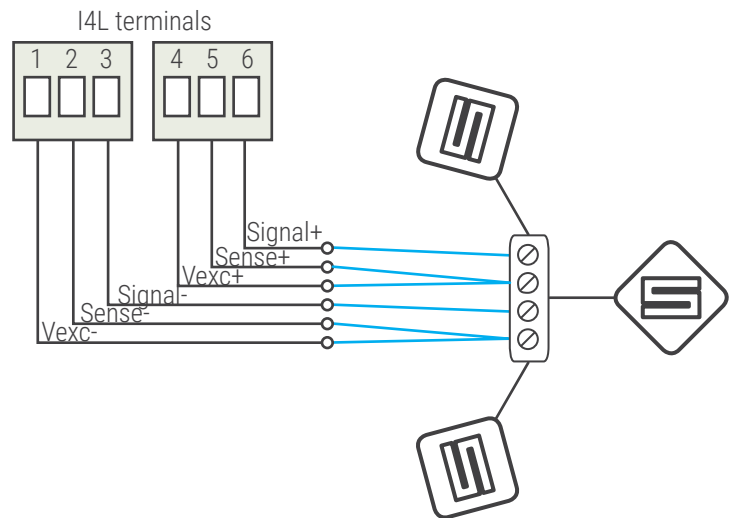 I4L terminals
1 2 3 4 5 6
Signal+
Sense+
Vexc+
Signal-
Sense-
Vexc-